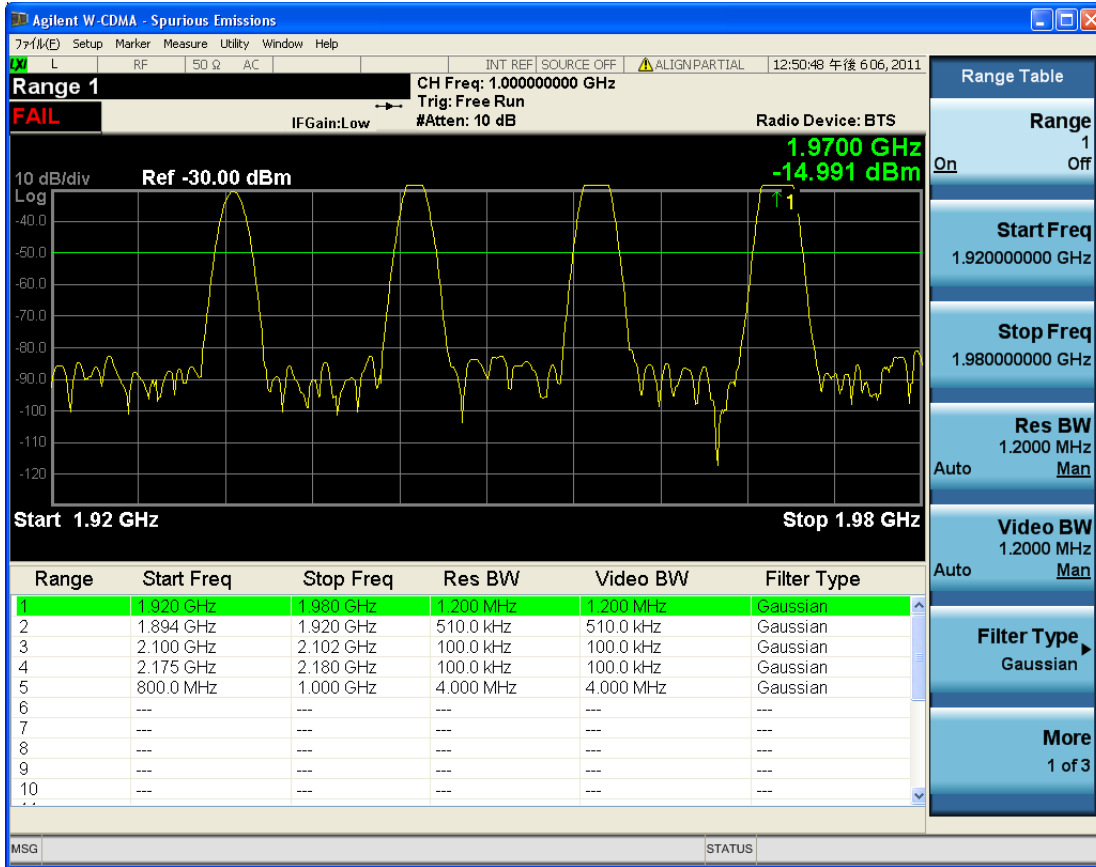 Agilent W-CDMA - Spurious Emissions
ファイル(F) Setup Marker Measure Utility Window Help
LXI L RF 50 Ω AC INT REF SOURCE OFF ALIGN PARTIAL 12:50:48 午後 6 06, 2011
Range 1
FAIL
IFGain:Low
CH Freq: 1.000000000 GHz
Trig: Free Run
#Atten: 10 dB
Radio Device: BTS
1.9700 GHz
-14.991 dBm
10 dB/div Ref -30.00 dBm
Log
1
-40.0
-50.0
-60.0
-70.0
-80.0
-90.0
-100
-110
-120
Start 1.92 GHz Stop 1.98 GHz
Range Start Freq Stop Freq Res BW Video BW Filter Type
1 1.920 GHz 1.980 GHz 1.200 MHz 1.200 MHz Gaussian
2 1.894 GHz 1.920 GHz 510.0 kHz 510.0 kHz Gaussian
3 2.100 GHz 2.102 GHz 100.0 kHz 100.0 kHz Gaussian
4 2.175 GHz 2.180 GHz 100.0 kHz 100.0 kHz Gaussian
5 800.0 MHz 1.000 GHz 4.000 MHz 4.000 MHz Gaussian
6 --- --- --- --- ---
7 --- --- --- --- ---
8 --- --- --- --- ---
9 --- --- --- --- ---
10 --- --- --- --- ---
MSG STATUS
Range Table
Range
1
On Off
Start Freq
1.920000000 GHz
Stop Freq
1.980000000 GHz
Res BW
1.2000 MHz
Auto Man
Video BW
1.2000 MHz
Auto Man
Filter Type
Gaussian
More
1 of 3